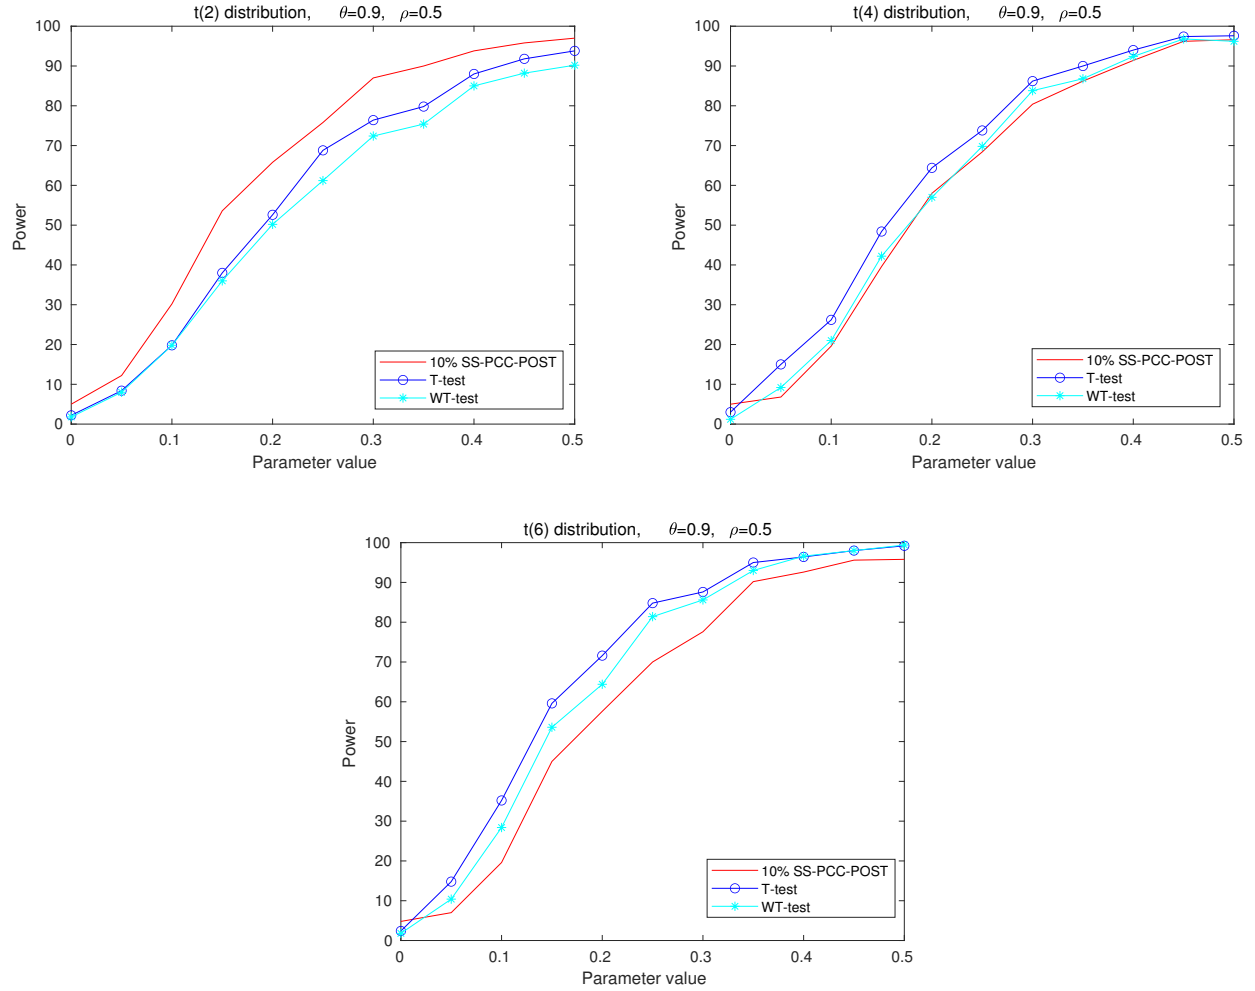 t(2) distribution, θ=0.9, ρ=0.5
100
90
80
70
60
50
40
30
20
10
0
Power
0 0.1 0.2 0.3 0.4 0.5
Parameter value
10% SS-PCC-POST
T-test
WT-test
t(4) distribution, θ=0.9, ρ=0.5
100
90
80
70
60
50
40
30
20
10
0
Power
0 0.1 0.2 0.3 0.4 0.5
Parameter value
10% SS-PCC-POST
T-test
WT-test
t(6) distribution, θ=0.9, ρ=0.5
100
90
80
70
60
50
40
30
20
10
0
Power
0 0.1 0.2 0.3 0.4 0.5
Parameter value
10% SS-PCC-POST
T-test
WT-test